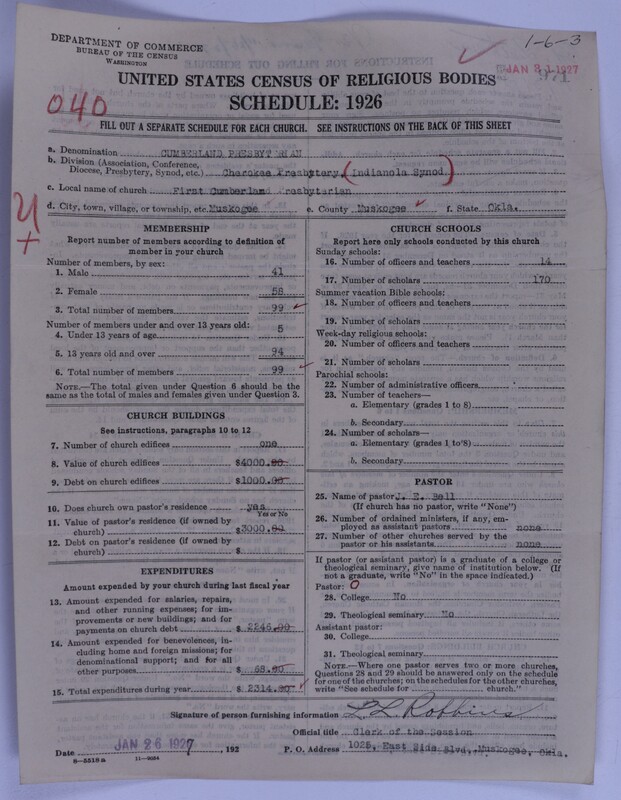 DEPARTMENT OF COMMERCE
BUREAU OF THE CENSUS
WASHINGTON
1-6-3
JAN 31 1927
971
UNITED STATES CENSUS OF RELIGIOUS BODIES
SCHEDULE: 1926
040
FILL OUT A SEPARATE SCHEDULE FOR EACH CHURCH. SEE INSTRUCTIONS ON THE BACK OF THIS SHEET
a. Denomination CUMBERLAND PRESBYTERIAN
b. Division (Association, Conference, Diocese, Presbytery, Synod, etc.) Cherokee Presbytery (Indianola Synod)
c. Local name of church First Cumberland Presbyterian
d. City, town, village, or township, etc. Muskogee e. County Muskogee f. State Okla.
MEMBERSHIP
Report number of members according to definition of
member in your church
Number of members, by sex:
1. Male 41
2. Female 58
3. Total number of members 99
Number of members under and over 13 years old:
4. Under 13 years of age 5
5. 13 years old and over 94
6. Total number of members 99
NOTE.—The total given under Question 6 should be
same as the total of males and females given under Question 3.
CHURCH BUILDINGS
See instructions, paragraphs 10 to 12
7. Number of church edifices one
8. Value of church edifices $4000.00
9. Debt on church edifices $1000.00
10. Does church own pastor's residence yes
Yes or No
11. Value of pastor's residence (if owned by
church) $3000.00
12. Debt on pastor's residence (if owned by
church) $
EXPENDITURES
Amount expended by your church during last fiscal year
13. Amount expended for salaries, repairs,
and other running expenses; for im-
provements or new buildings; and for
payments on church debt $ 2246.00
14. Amount expended for benevolences, in-
cluding home and foreign missions; for
denominational support; and for all
other purposes $ 68.00
15. Total expenditures during year $ 2314.00
CHURCH SCHOOLS
Report here only schools conducted by this church
Sunday schools:
16. Number of officers and teachers 14
17. Number of scholars 170
Summer vacation Bible schools:
18. Number of officers and teachers
19. Number of scholars
Week-day religious schools:
20. Number of officers and teachers
21. Number of scholars
Parochial schools:
22. Number of administrative officers
23. Number of teachers—
a. Elementary (grades 1 to 8)
b. Secondary
24. Number of scholars—
a. Elementary (grades 1 to 8)
b. Secondary
PASTOR
25. Name of pastor J. E. Bell
(If church has no pastor, write "None")
26. Number of ordained ministers, if any, em-
ployed as assistant pastors none
27. Number of other churches served by the
pastor or his assistants none
If pastor (or assistant pastor) is a graduate of a college or
theological seminary, give name of institution below. (If
not a graduate, write "No" in the space indicated.)
Pastor: O
28. College No
29. Theological seminary No
Assistant pastor:
30. College
31. Theological seminary
NOTE.—Where one pastor serves two or more churches,
Questions 28 and 29 should be answered only on the schedule
for one of the churches; on the schedules for the other churches,
write "See schedule for church."
Signature of person furnishing information L L Robbins
Official title Clerk of the Session
Date JAN 26 1927, 192 P. O. Address 1025, East Side Blvd, Muskogee, Okla.
8—5518a 11—9024